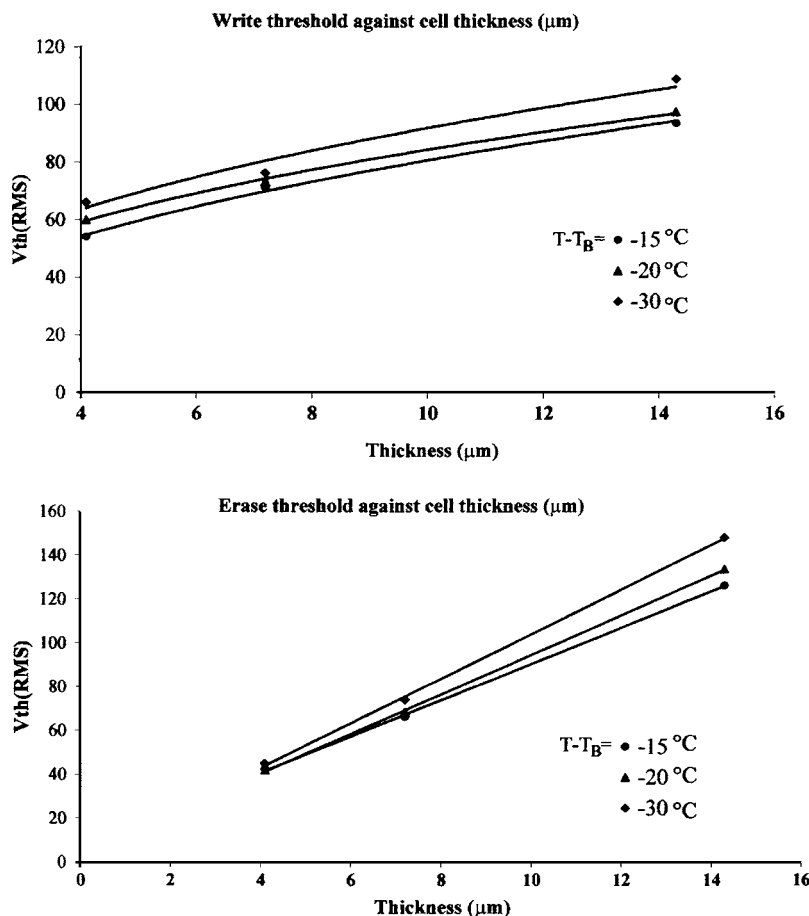 Write threshold against cell thickness (μm)
120
100
80
60
40
20
0
Vth(RMS)
T-TB= ● -15 °C
▲ -20 °C
◆ -30 °C
4 6 8 10 12 14 16
Thickness (μm)
Erase threshold against cell thickness (μm)
160
140
120
100
80
60
40
20
0
Vth(RMS)
T-TB= ● -15 °C
▲ -20 °C
◆ -30 °C
0 2 4 6 8 10 12 14 16
Thickness (μm)